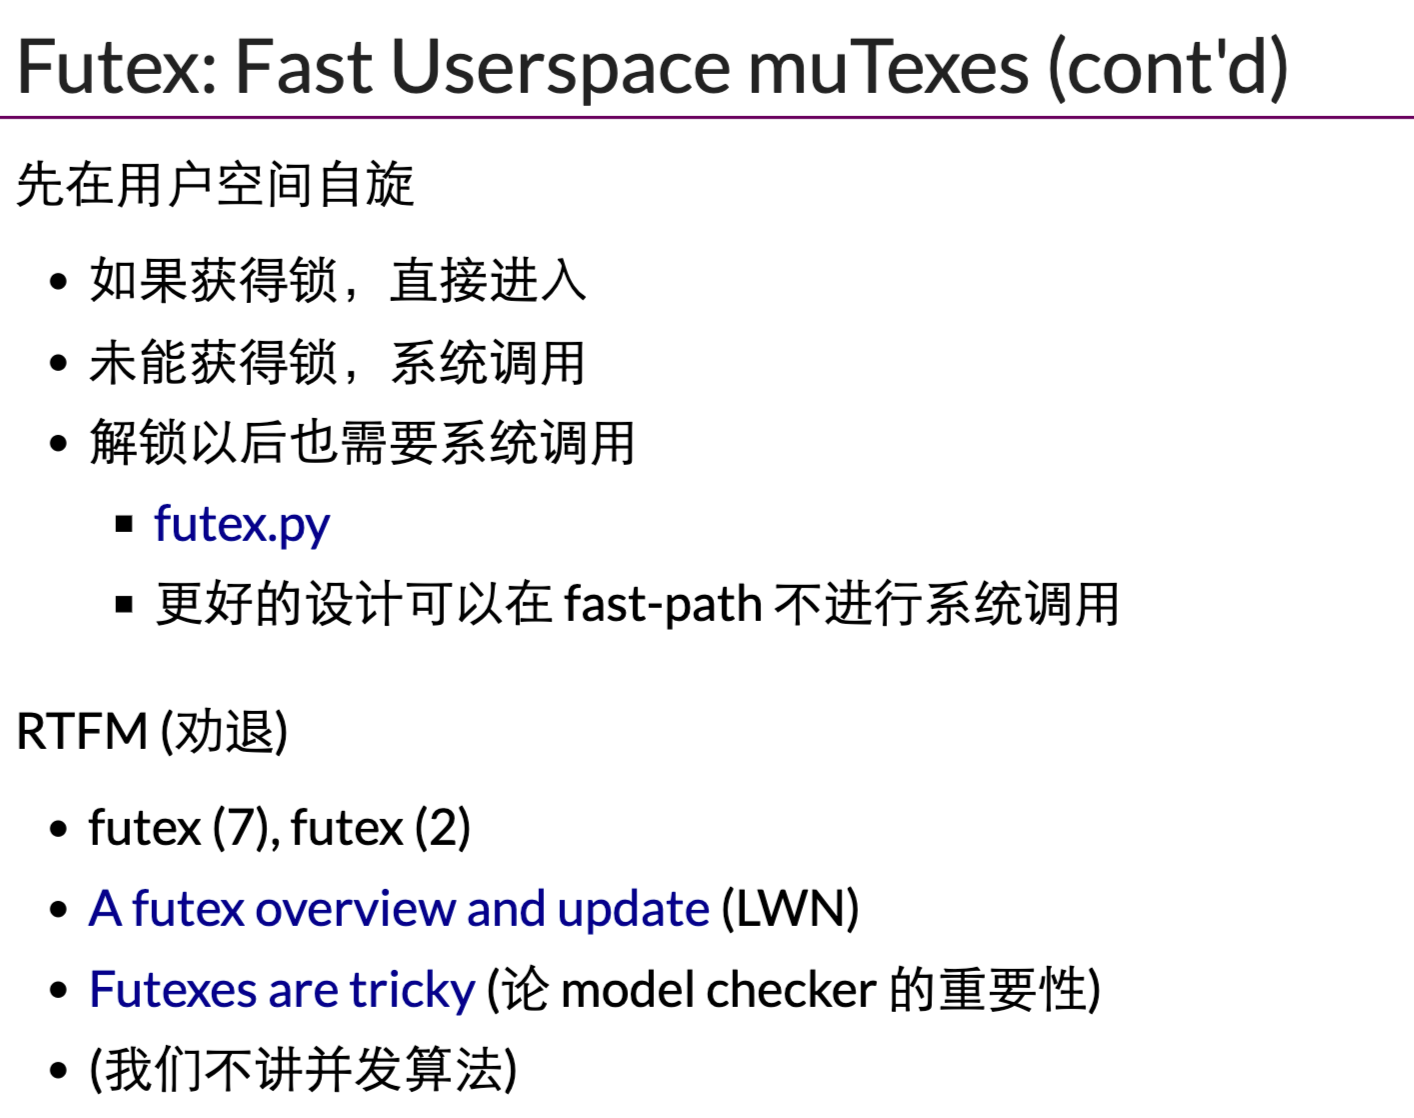 Futex: Fast Userspace muTexes (cont'd)
先在用户空间自旋
• 如果获得锁，直接进入
• 未能获得锁，系统调用
• 解锁以后也需要系统调用
▪ futex.py
▪ 更好的设计可以在 fast-path 不进行系统调用
RTFM (劝退)
• futex (7), futex (2)
• A futex overview and update (LWN)
• Futexes are tricky (论 model checker 的重要性)
• (我们不讲并发算法)